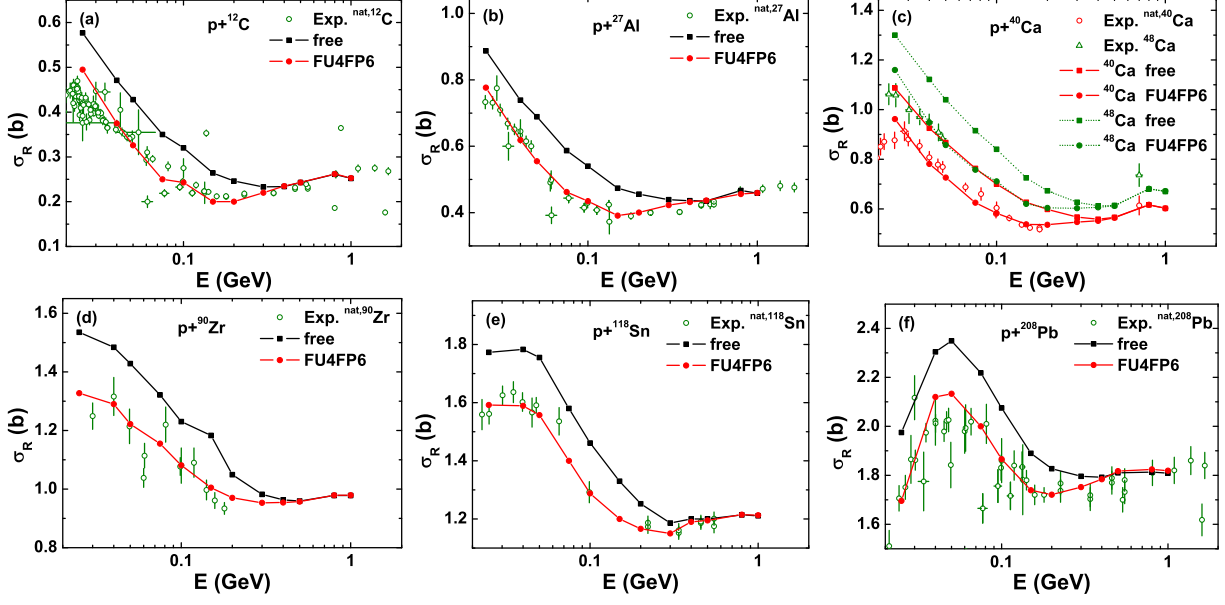 (a)
p+¹²C
Exp. ⁿᵃᵗ,¹²C
free
FU4FP6
0.6
0.5
0.4
0.3
0.2
0.1
σR (b)
0.1
1
E (GeV)
(b)
p+²⁷Al
Exp. ⁿᵃᵗ,²⁷Al
free
FU4FP6
1.0
0.8
0.6
0.4
σR (b)
0.1
1
E (GeV)
(c)
p+⁴⁰Ca
Exp. ⁿᵃᵗ,⁴⁰Ca
Exp. ⁴⁸Ca
⁴⁰Ca free
⁴⁰Ca FU4FP6
⁴⁸Ca free
⁴⁸Ca FU4FP6
1.4
1.2
1.0
0.8
0.6
σR (b)
0.1
1
E (GeV)
(d)
p+⁹⁰Zr
Exp. ⁿᵃᵗ,⁹⁰Zr
free
FU4FP6
1.6
1.4
1.2
1.0
0.8
σR (b)
0.1
1
E (GeV)
(e)
p+¹¹⁸Sn
Exp. ⁿᵃᵗ,¹¹⁸Sn
free
FU4FP6
1.8
1.6
1.4
1.2
σR (b)
0.1
1
E (GeV)
(f)
p+²⁰⁸Pb
Exp. ⁿᵃᵗ,²⁰⁸Pb
free
FU4FP6
2.4
2.2
2.0
1.8
1.6
σR (b)
0.1
1
E (GeV)